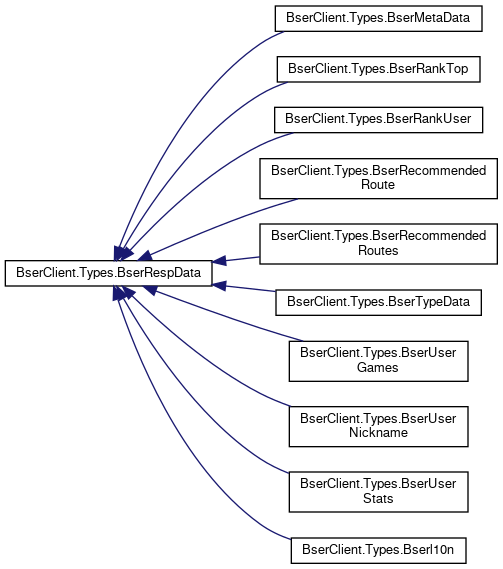 BserClient.Types.BserMetaData
BserClient.Types.BserRankTop
BserClient.Types.BserRankUser
BserClient.Types.BserRecommended
Route
BserClient.Types.BserRecommended
Routes
BserClient.Types.BserRespData
BserClient.Types.BserTypeData
BserClient.Types.BserUser
Games
BserClient.Types.BserUser
Nickname
BserClient.Types.BserUser
Stats
BserClient.Types.Bserl10n